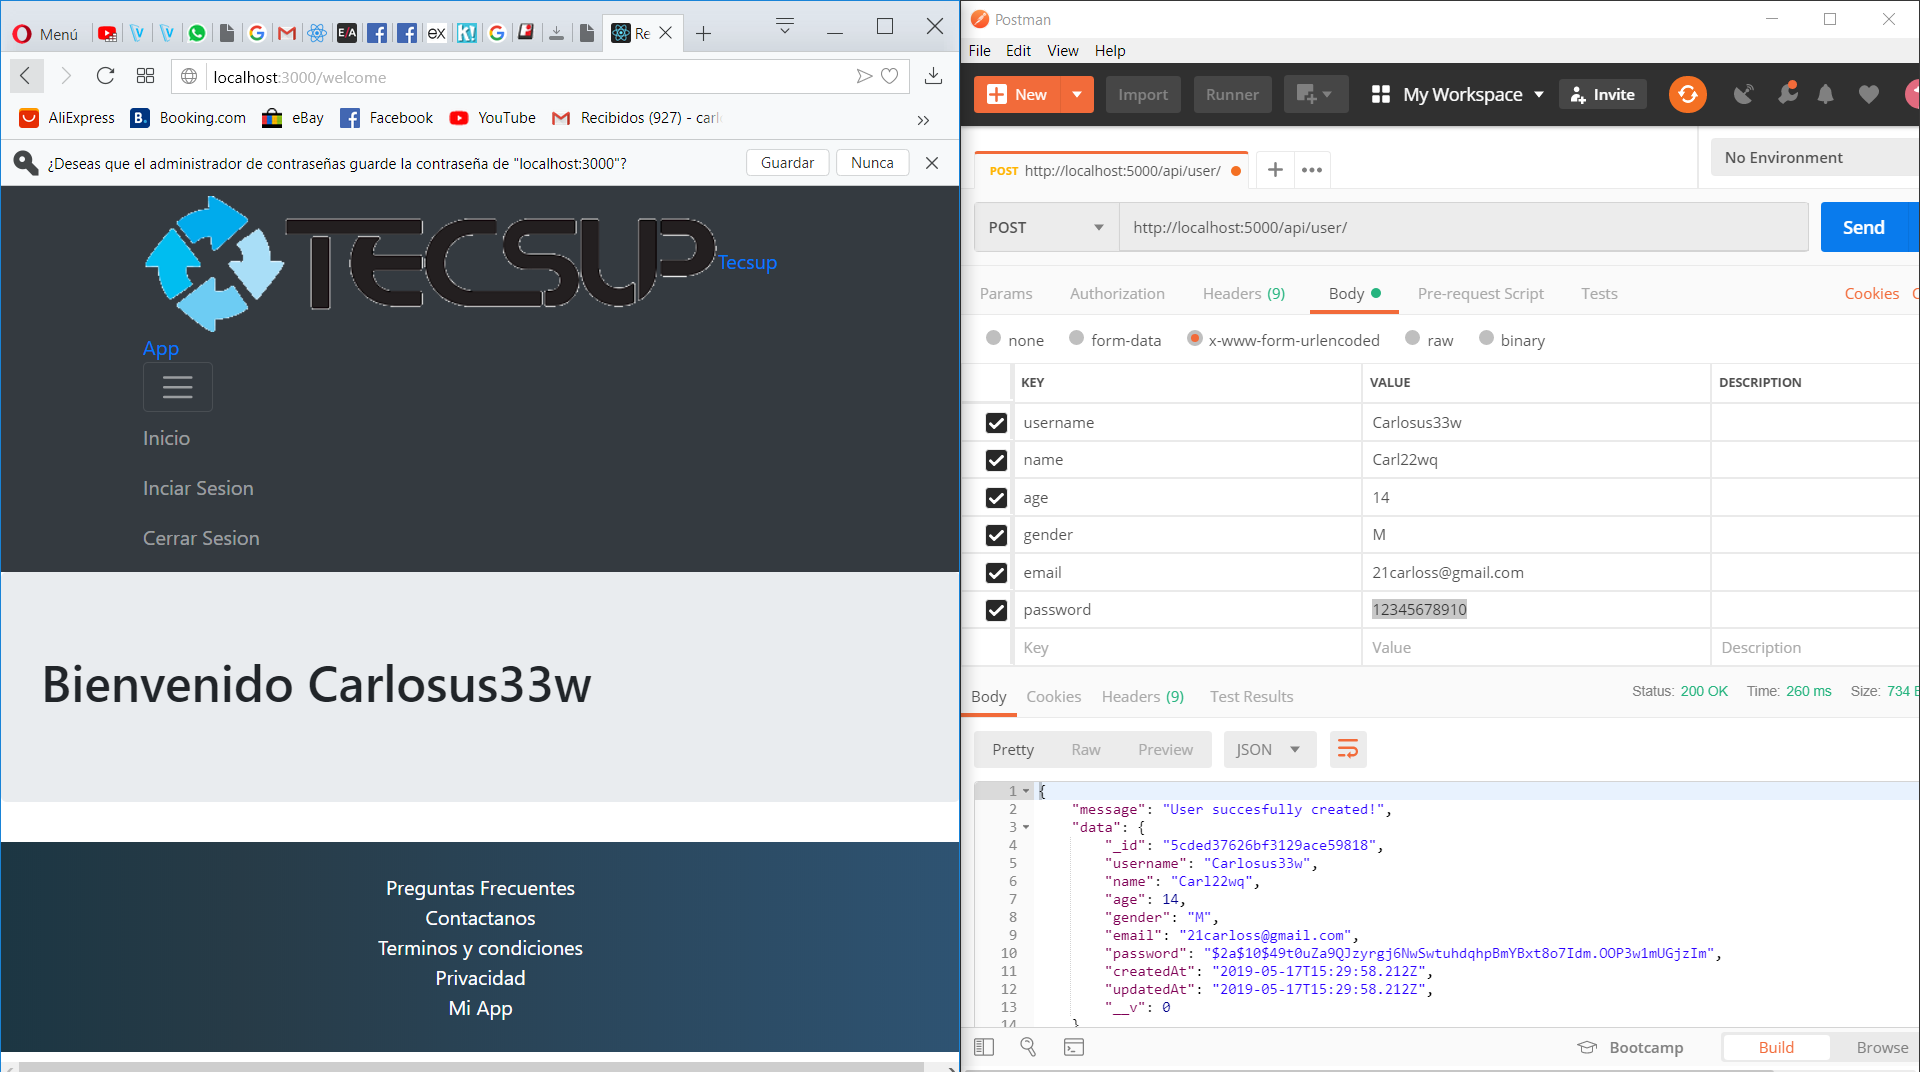 Menú
E/A
ex
Re
localhost:3000/welcome
AliExpress
B.
Booking.com
eBay
Facebook
YouTube
Recibidos (927) - carl
»
¿Deseas que el administrador de contraseñas guarde la contraseña de "localhost:3000"?
Guardar
Nunca
TECSUP
Tecsup
App
Inicio
Inciar Sesion
Cerrar Sesion
Bienvenido Carlosus33w
Preguntas Frecuentes
Contactanos
Terminos y condiciones
Privacidad
Mi App
Postman
File Edit View Help
New
Import
Runner
My Workspace
Invite
POST http://localhost:5000/api/user/
No Environment
POST
http://localhost:5000/api/user/
Send
Params
Authorization
Headers (9)
Body
Pre-request Script
Tests
Cookies
none
form-data
x-www-form-urlencoded
raw
binary
KEY VALUE DESCRIPTION
username Carlosus33w
name Carl22wq
age 14
gender M
email 21carloss@gmail.com
password 12345678910
Key Value Description
Body
Cookies
Headers (9)
Test Results
Status: 200 OK Time: 260 ms Size: 734 B
Pretty
Raw
Preview
JSON
1 {
2 "message": "User succesfully created!",
3 "data": {
4 "_id": "5cded37626bf3129ace59818",
5 "username": "Carlosus33w",
6 "name": "Carl22wq",
7 "age": 14,
8 "gender": "M",
9 "email": "21carloss@gmail.com",
10 "password": "$2a$10$49t0uZa9QJzyrgj6NwSwtuhdqhpBmYBxt8o7Idm.OOP3w1mUGjzIm",
11 "createdAt": "2019-05-17T15:29:58.212Z",
12 "updatedAt": "2019-05-17T15:29:58.212Z",
13 "__v": 0
14 }
Bootcamp
Build
Browse